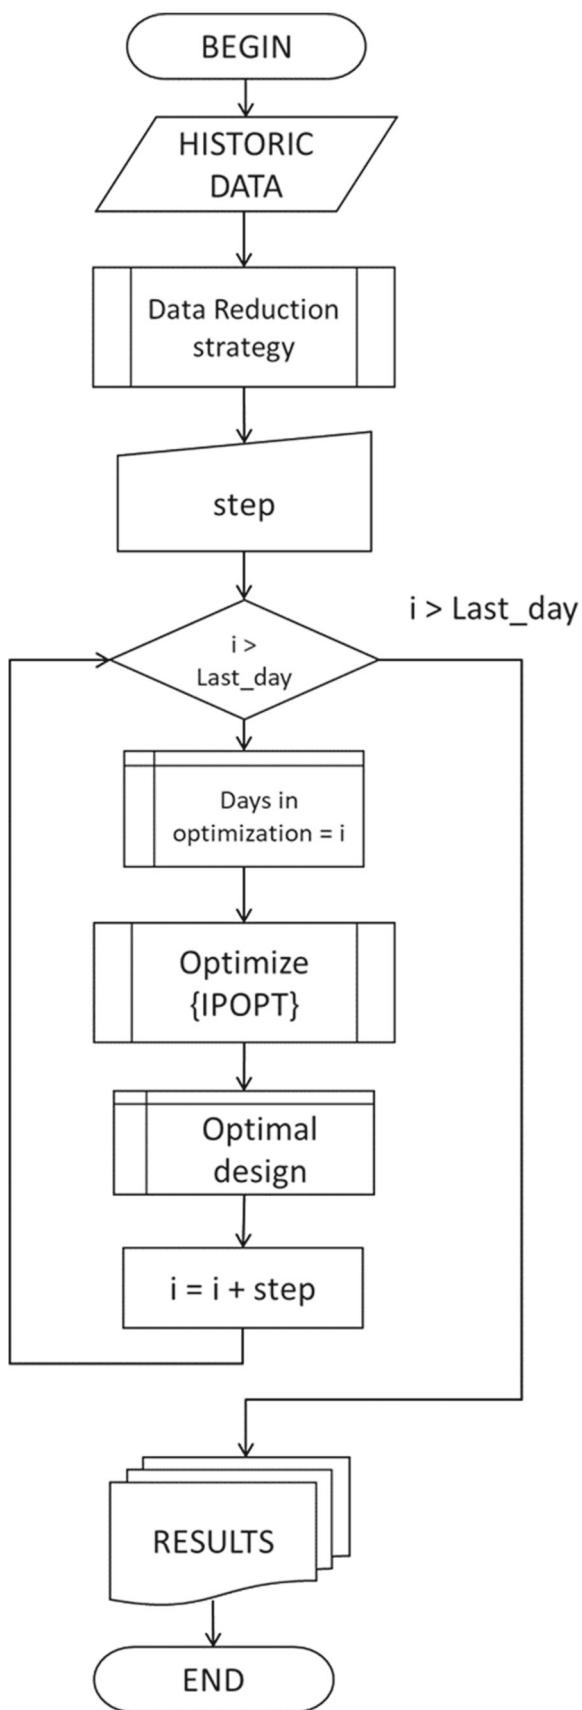 BEGIN
HISTORIC
DATA
Data Reduction
strategy
step
i > Last_day
i >
Last_day
Days in
optimization = i
Optimize
{IPOPT}
Optimal
design
i = i + step
RESULTS
END